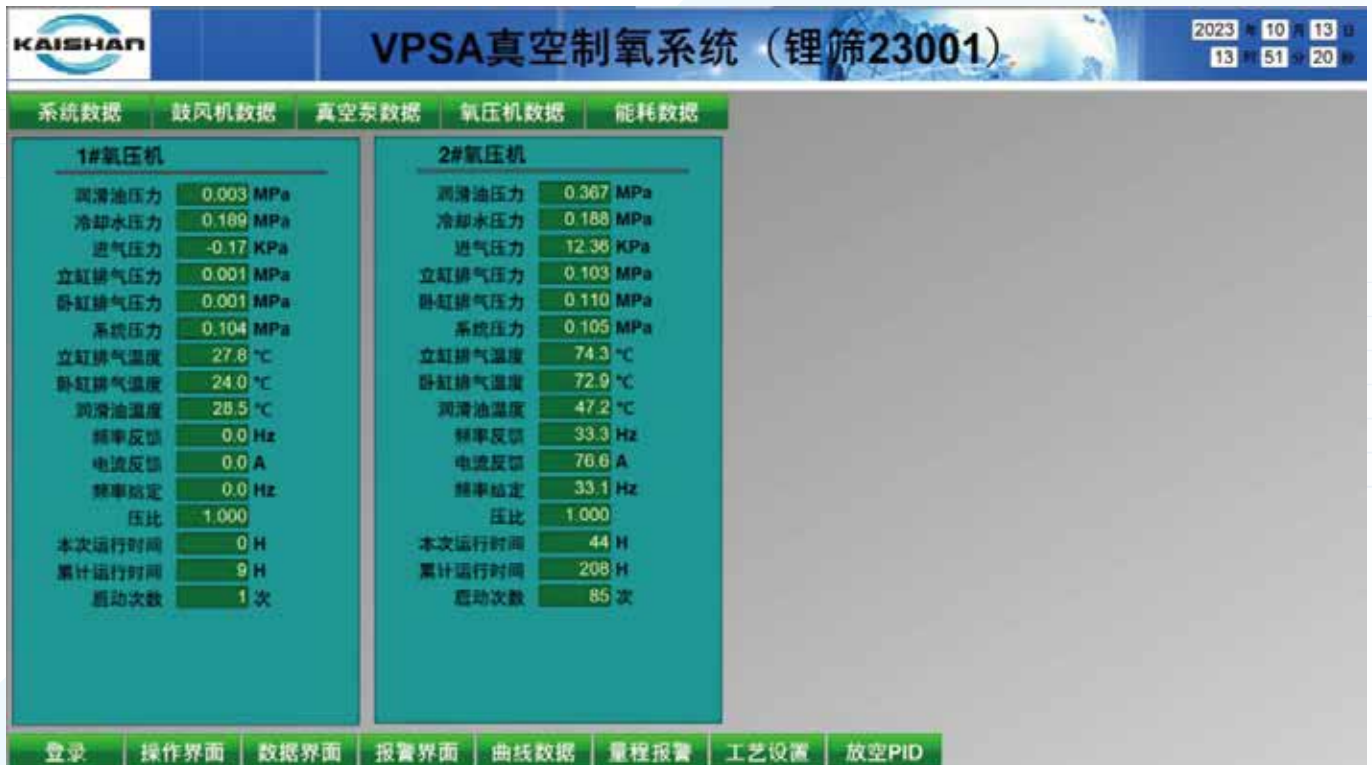 KAISHAN
VPSA真空制氧系统（锂筛23001）
2023 年 10 月 13 日
13 时 51 分 20 秒
系统数据 鼓风机数据 真空泵数据 氧压机数据 能耗数据
1#氧压机
润滑油压力 0.003 MPa
冷却水压力 0.189 MPa
进气压力 -0.17 KPa
立缸排气压力 0.001 MPa
卧缸排气压力 0.001 MPa
系统压力 0.104 MPa
立缸排气温度 27.8 ℃
卧缸排气温度 24.0 ℃
润滑油温度 28.5 ℃
频率反馈 0.0 Hz
电流反馈 0.0 A
频率给定 0.0 Hz
压比 1.000
本次运行时间 0 H
累计运行时间 9 H
启动次数 1 次
2#氧压机
润滑油压力 0.367 MPa
冷却水压力 0.188 MPa
进气压力 12.36 KPa
立缸排气压力 0.103 MPa
卧缸排气压力 0.110 MPa
系统压力 0.105 MPa
立缸排气温度 74.3 ℃
卧缸排气温度 72.9 ℃
润滑油温度 47.2 ℃
频率反馈 33.3 Hz
电流反馈 76.6 A
频率给定 33.1 Hz
压比 1.000
本次运行时间 44 H
累计运行时间 208 H
启动次数 85 次
登录 操作界面 数据界面 报警界面 曲线数据 量程报警 工艺设置 放空PID